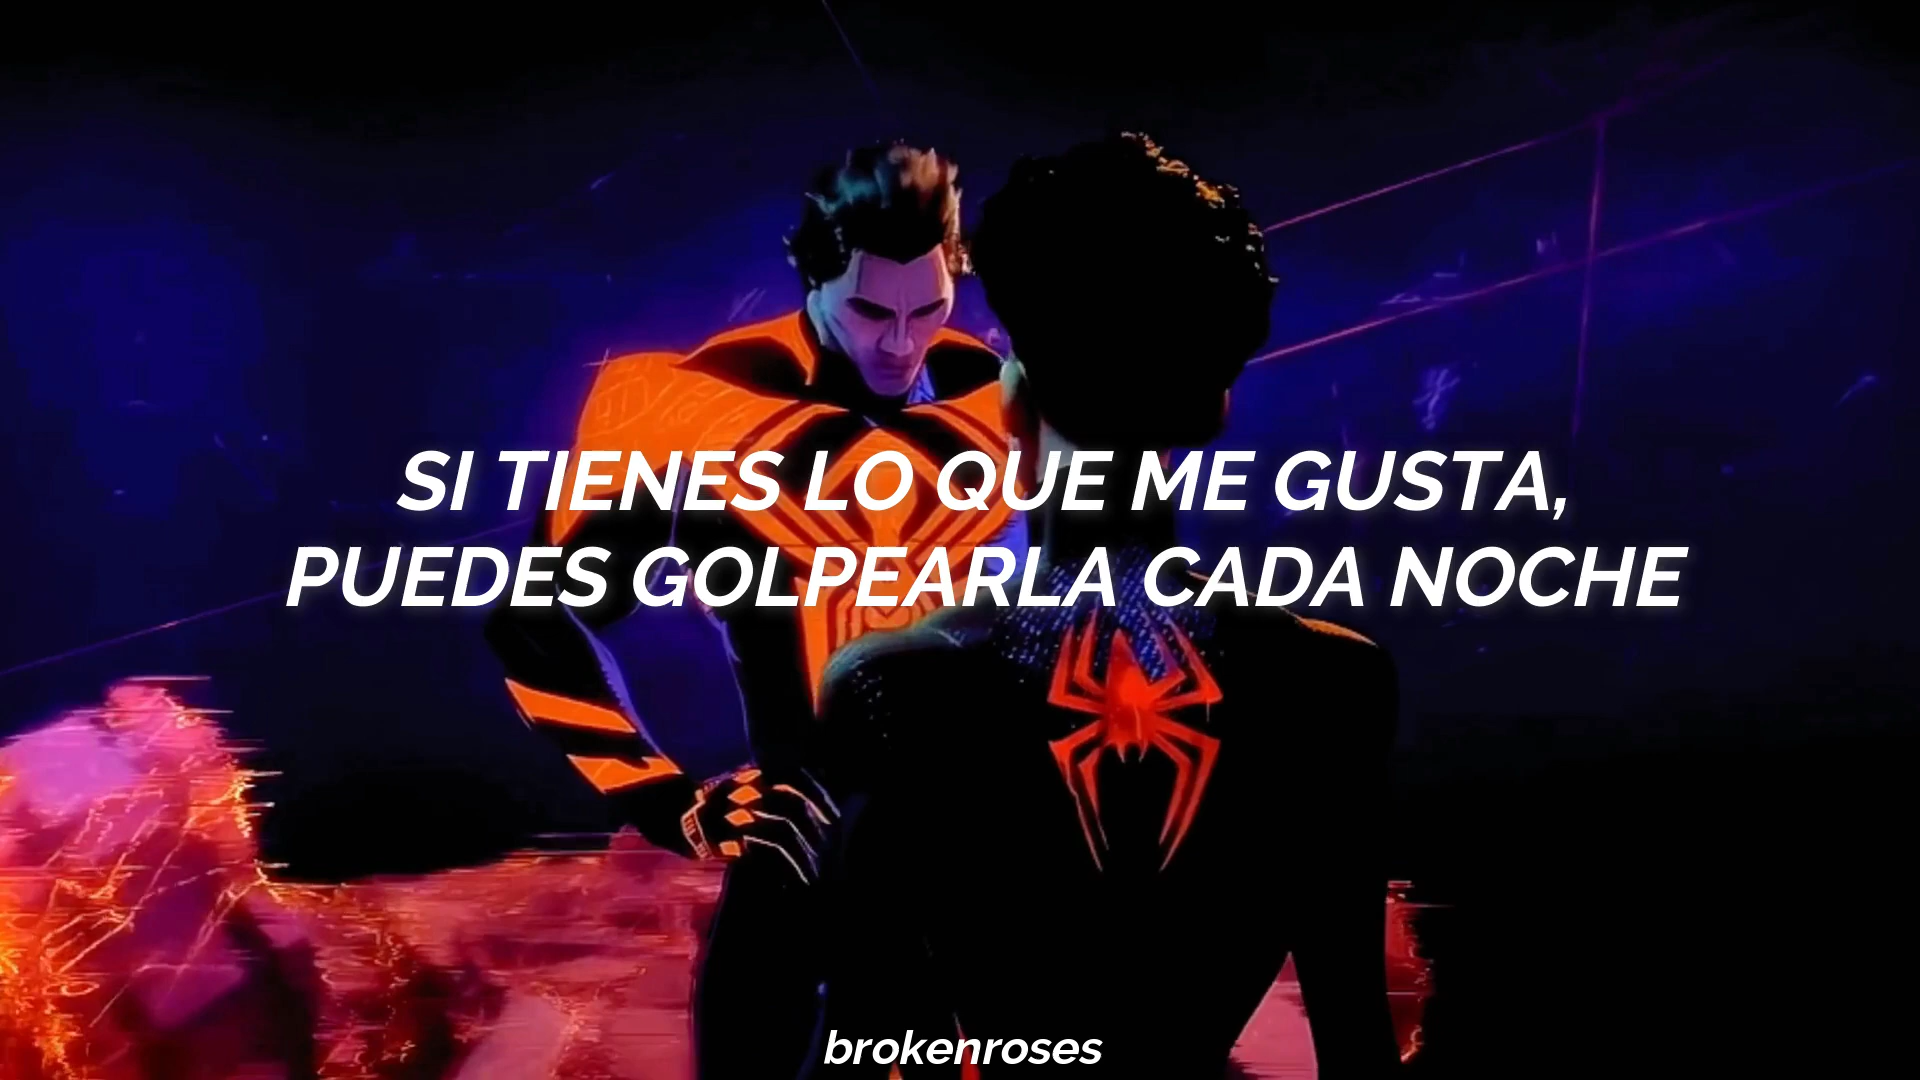 SI TIENES LO QUE ME GUSTA,
PUEDES GOLPEARLA CADA NOCHE
brokenroses